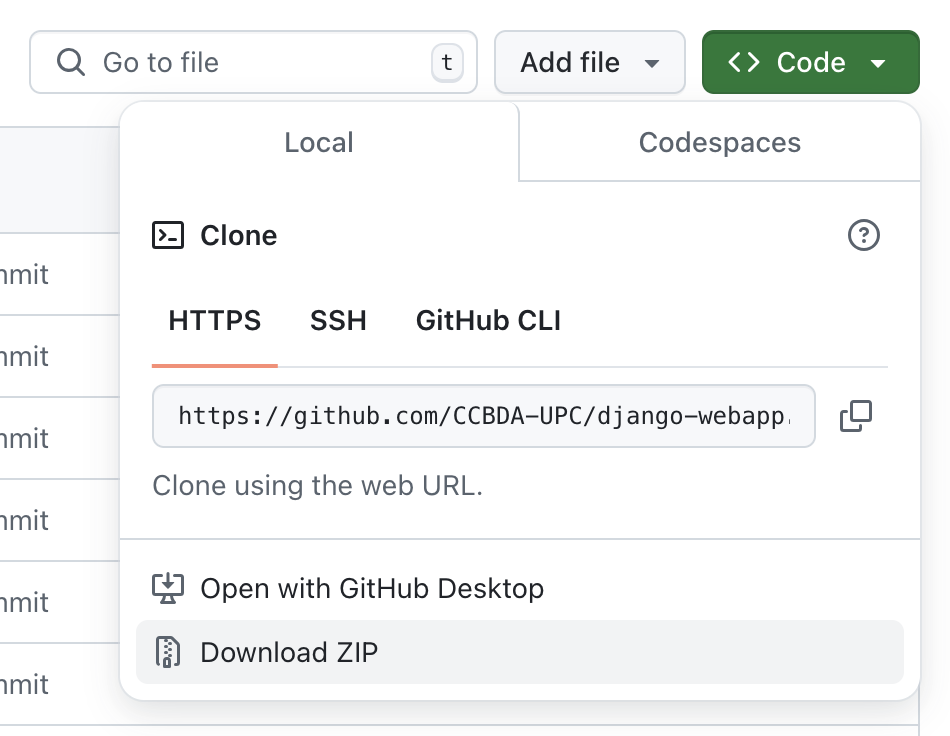 Go to file
t
Add file
Code
Local
Codespaces
Clone
HTTPS
SSH
GitHub CLI
https://github.com/CCBDA-UPC/django-webapp.
Clone using the web URL.
Open with GitHub Desktop
Download ZIP
mmit
mmit
mmit
mmit
mmit
mmit